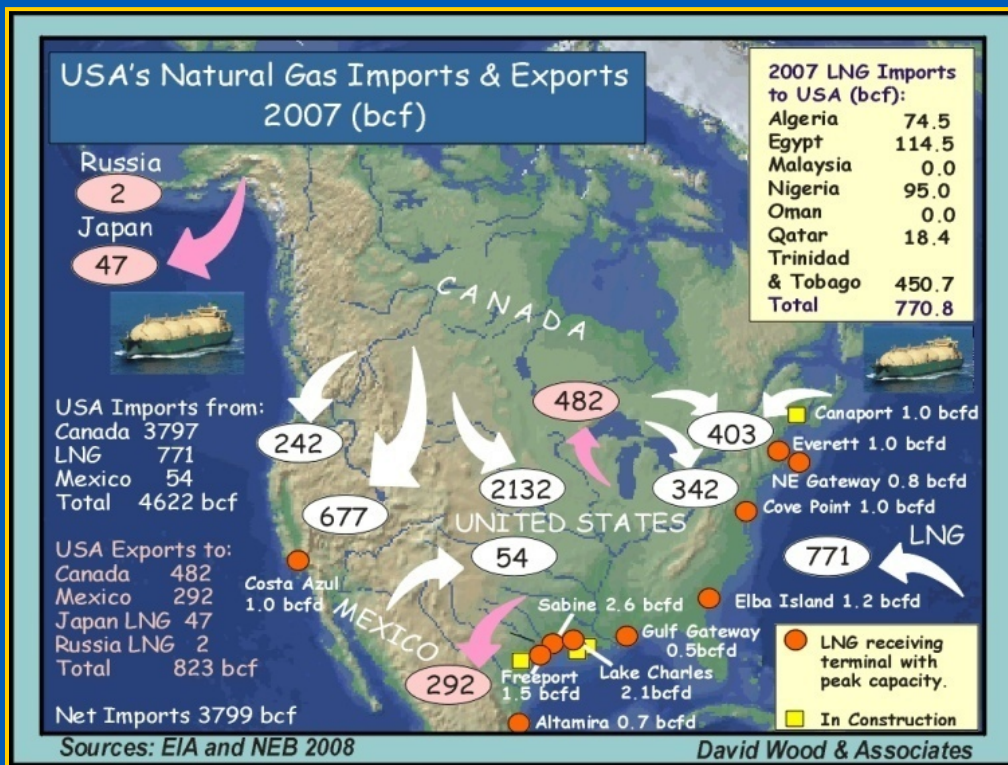 USA's Natural Gas Imports & Exports
2007 (bcf)
2007 LNG Imports
to USA (bcf):
Algeria 74.5
Egypt 114.5
Malaysia 0.0
Nigeria 95.0
Oman 0.0
Qatar 18.4
Trinidad
& Tobago 450.7
Total 770.8
Russia
2
Japan
47
CANADA
USA Imports from:
Canada 3797
LNG 771
Mexico 54
Total 4622 bcf
USA Exports to:
Canada 482
Mexico 292
Japan LNG 47
Russia LNG 2
Total 823 bcf
Net Imports 3799 bcf
242
677
2132
482
403
342
UNITED STATES
54
771
LNG
MEXICO
292
Canaport 1.0 bcfd
Everett 1.0 bcfd
NE Gateway 0.8 bcfd
Cove Point 1.0 bcfd
Elba Island 1.2 bcfd
Costa Azul
1.0 bcfd
Sabine 2.6 bcfd
Gulf Gateway
0.5bcfd
Freeport
1.5 bcfd
Lake Charles
2.1bcfd
Altamira 0.7 bcfd
LNG receiving
terminal with
peak capacity.
In Construction
Sources: EIA and NEB 2008
David Wood & Associates